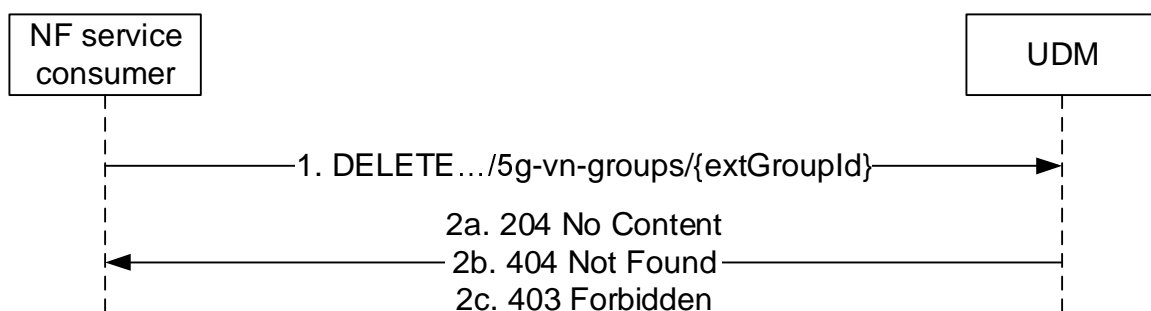 NF service
consumer
UDM
1. DELETE…/5g-vn-groups/{extGroupId}
2a. 204 No Content
2b. 404 Not Found
2c. 403 Forbidden